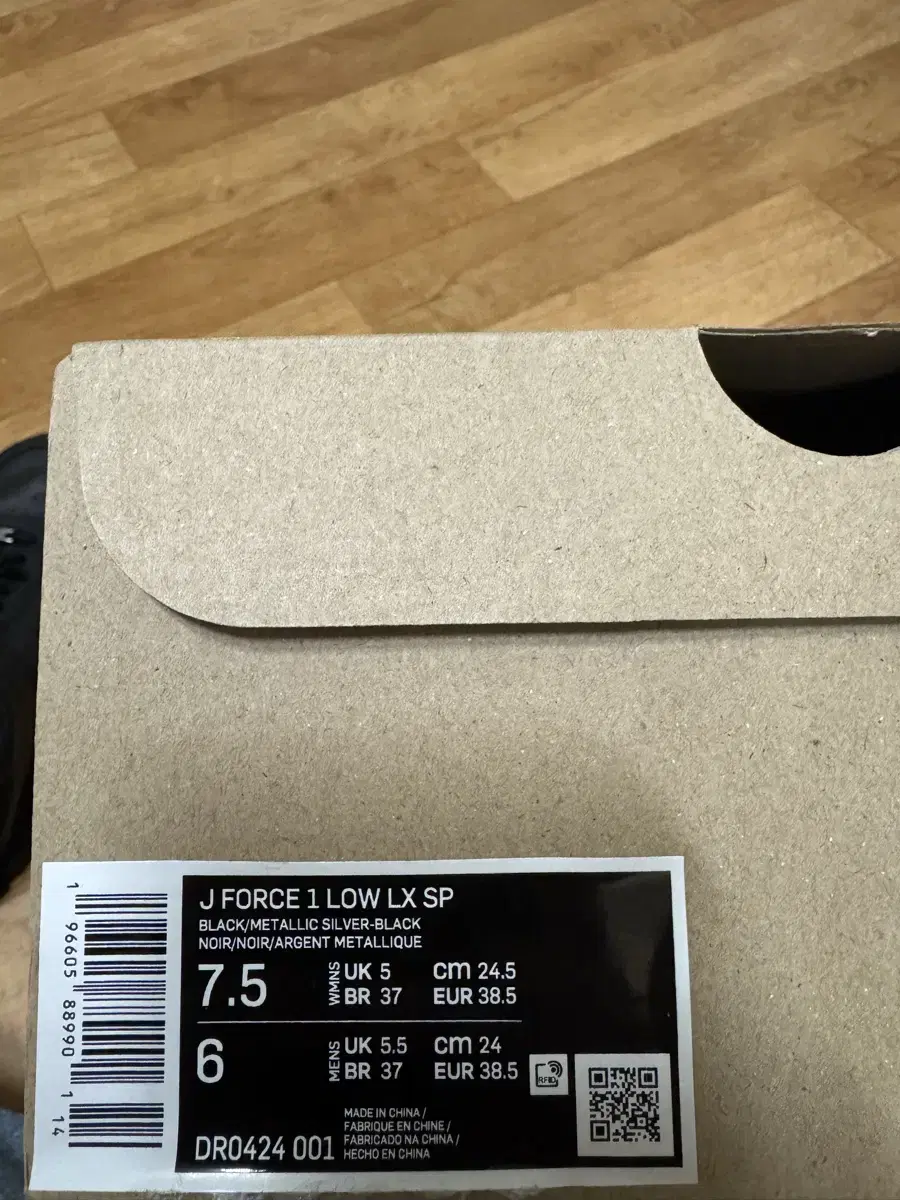 J FORCE 1 LOW LX SP
BLACK/METALLIC SILVER-BLACK
NOIR/NOIR/ARGENT METALLIQUE
7.5 WMNS UK 5 cm 24.5
BR 37 EUR 38.5
6 MENS UK 5.5 cm 24
BR 37 EUR 38.5
RFID
MADE IN CHINA /
FABRIQUE EN CHINE /
FABRICADO NA CHINA /
HECHO EN CHINA
DR0424 001
1 96605 88990 1 14